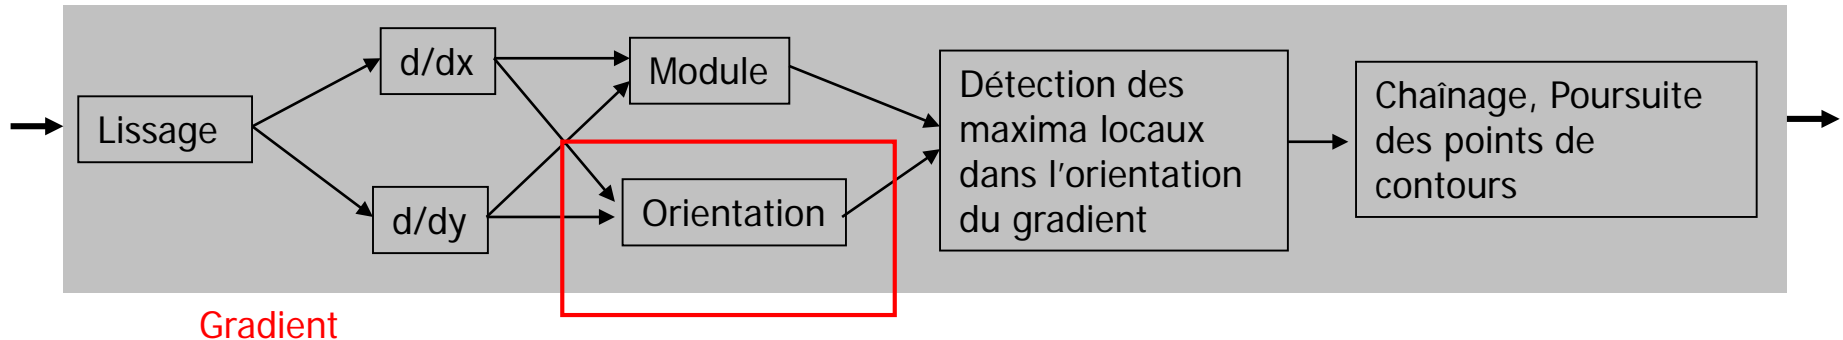 Lissage
d/dx
d/dy
Module
Orientation
Détection des
maxima locaux
dans l'orientation
du gradient
Chaînage, Poursuite
des points de
contours
Gradient